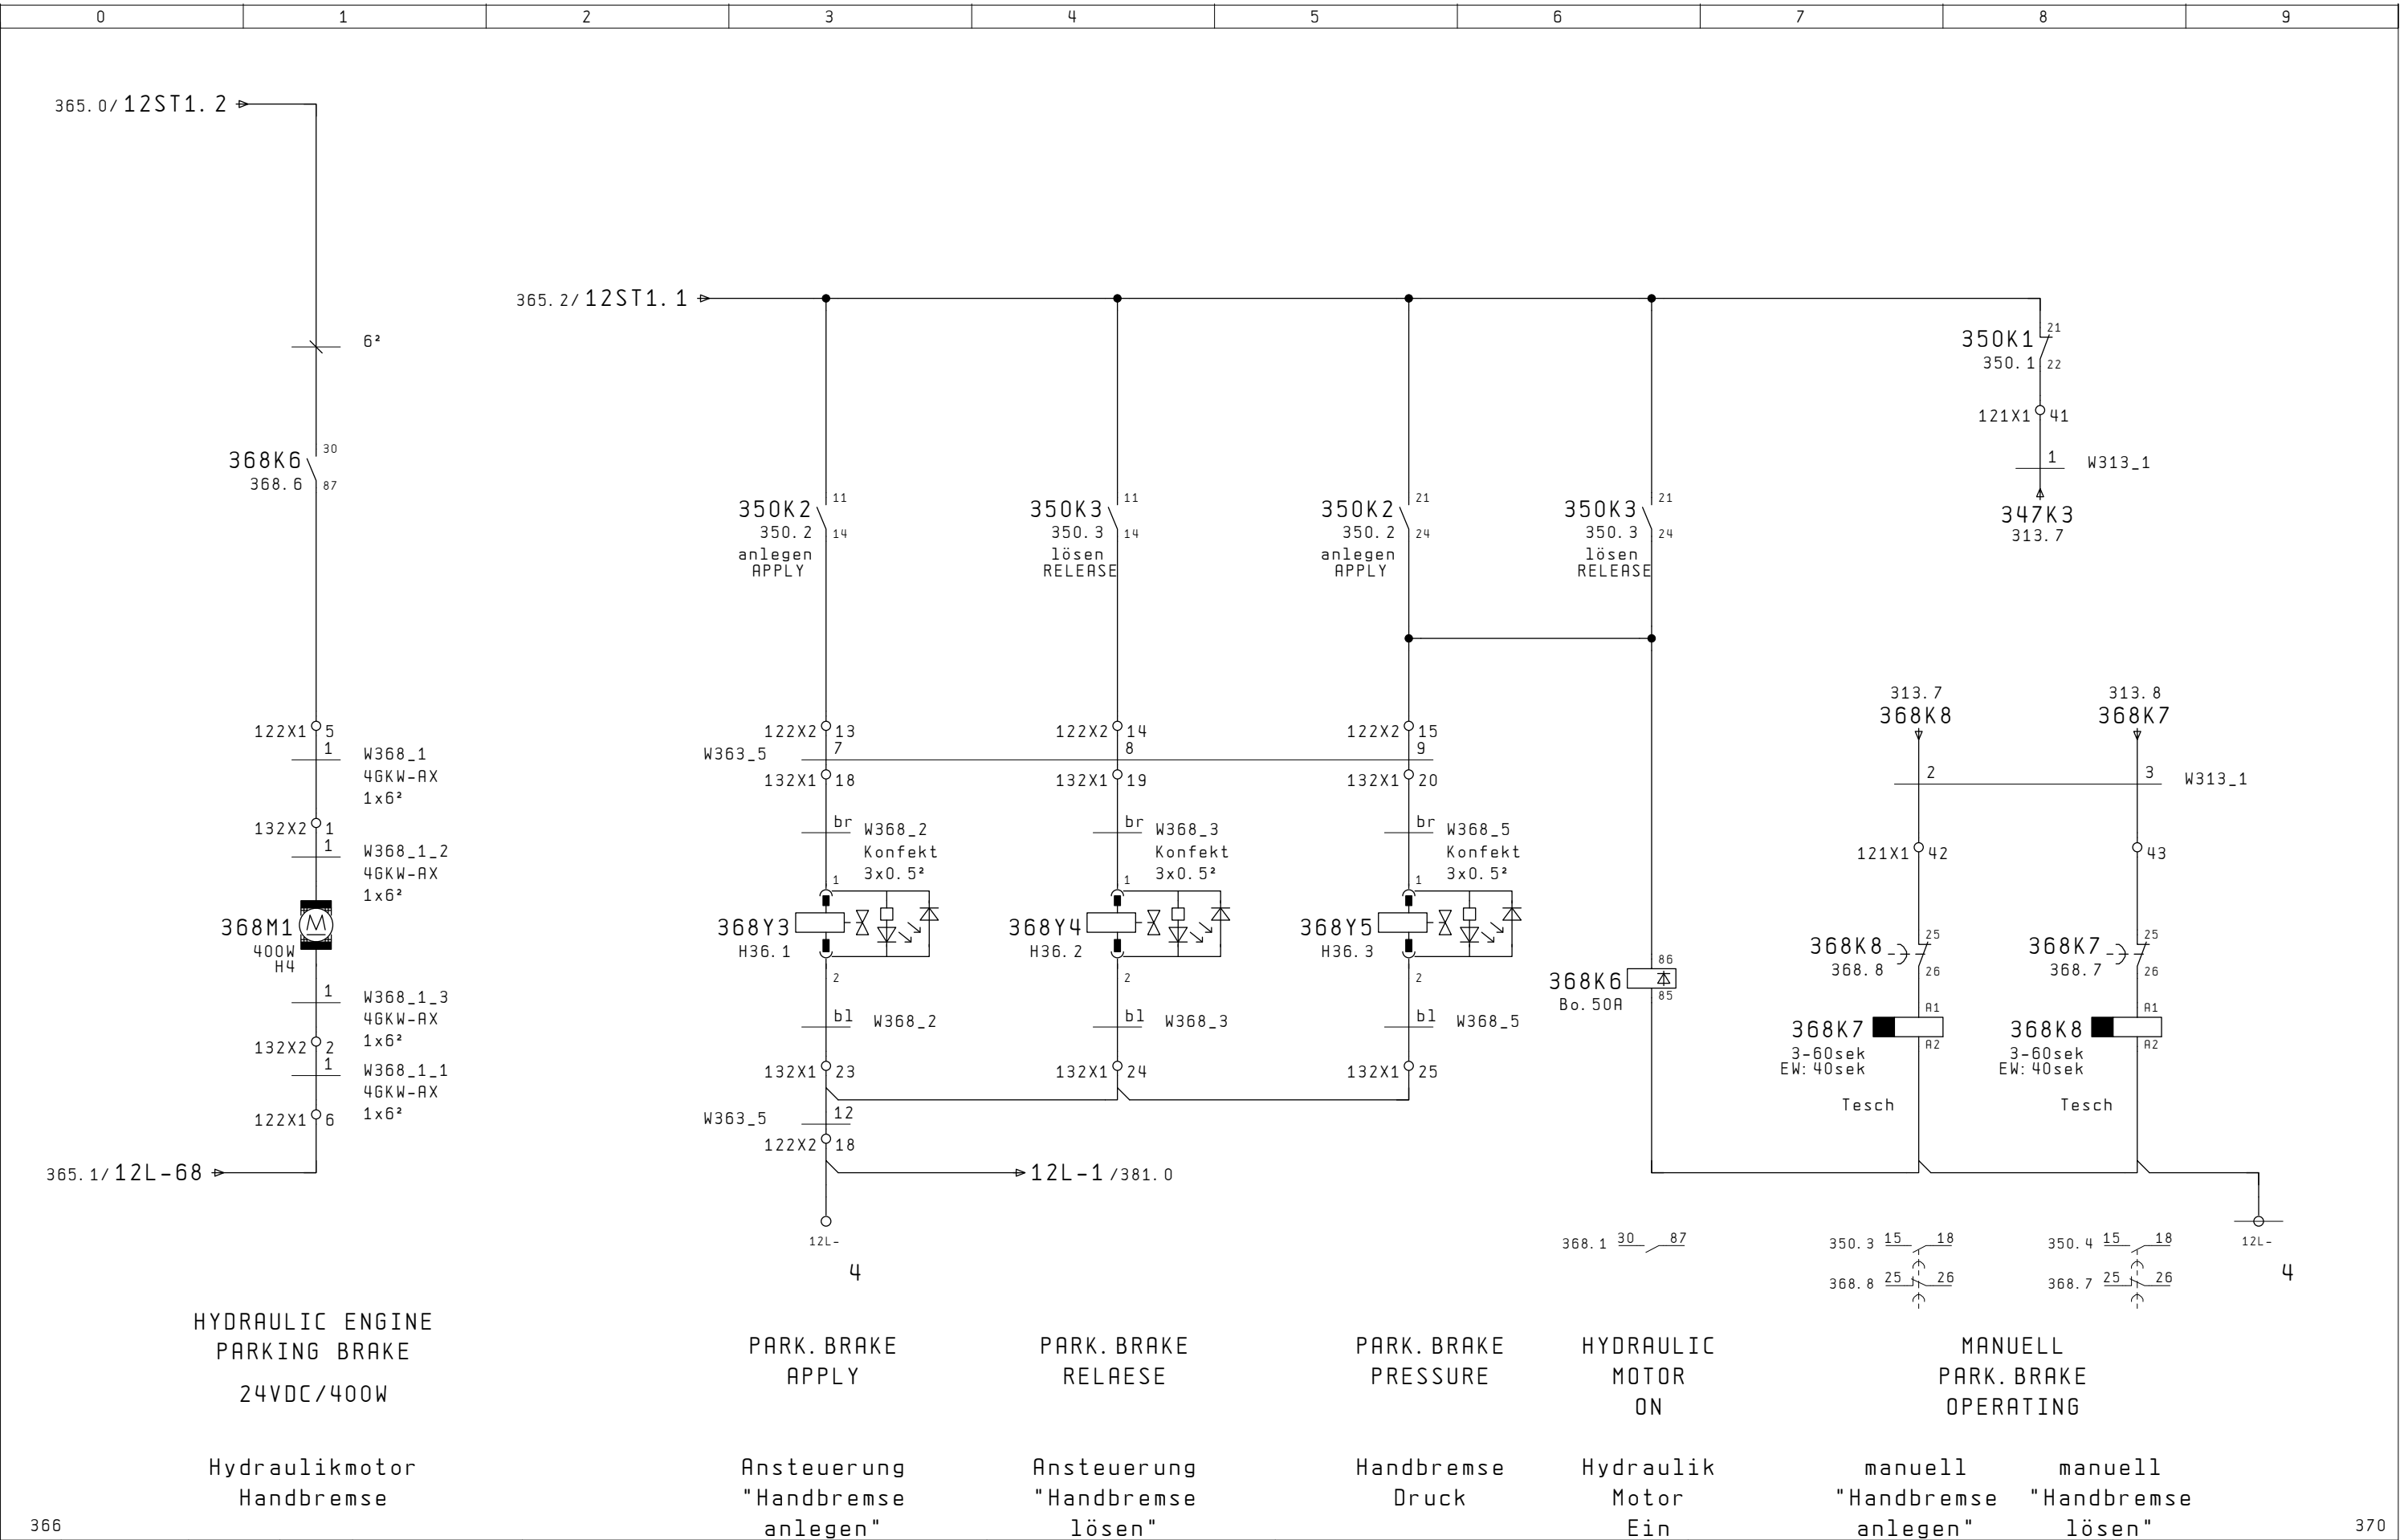 0 1 2 3 4 5 6 7 8 9
365.0/12ST1.2
365.2/12ST1.1
6²
350K1 21
350.1 22
121X1 41
1 W313_1
347K3
313.7
368K6 30
368.6 87
350K2 11
350.2 14
anlegen
APPLY
350K3 11
350.3 14
lösen
RELEASE
350K2 21
350.2 24
anlegen
APPLY
350K3 21
350.3 24
lösen
RELEASE
313.7
368K8
313.8
368K7
2 3 W313_1
121X1 42 43
122X1 5
1 W368_1
4GKW-AX
1x6²
132X2 1
1 W368_1_2
4GKW-AX
1x6²
368M1
400W
H4
M
1 W368_1_3
4GKW-AX
1x6²
132X2 2
1 W368_1_1
4GKW-AX
1x6²
122X1 6
365.1/12L-68
122X2 13 122X2 14 122X2 15
W363_5 7 8 9
132X1 18 132X1 19 132X1 20
br W368_2
Konfekt
3x0.5²
br W368_3
Konfekt
3x0.5²
br W368_5
Konfekt
3x0.5²
1
368Y3
H36.1
2
1
368Y4
H36.2
2
1
368Y5
H36.3
2
bl W368_2 bl W368_3 bl W368_5
132X1 23 132X1 24 132X1 25
W363_5 12
122X2 18
12L-1/381.0
12L-
4
86
368K6
Bo.50A 85
368K8 25
368.8 26
368K7 25
368.7 26
A1
368K7
A2
3-60sek
EW:40sek
Tesch
A1
368K8
A2
3-60sek
EW:40sek
Tesch
368.1 30 87
350.3 15 18
368.8 25 26
350.4 15 18
368.7 25 26
12L-
4
HYDRAULIC ENGINE
PARKING BRAKE
24VDC/400W
PARK.BRAKE
APPLY
PARK.BRAKE
RELAESE
PARK.BRAKE
PRESSURE
HYDRAULIC
MOTOR
ON
MANUELL
PARK.BRAKE
OPERATING
Hydraulikmotor
Handbremse
Ansteuerung
"Handbremse
anlegen"
Ansteuerung
"Handbremse
lösen"
Handbremse
Druck
Hydraulik
Motor
Ein
manuell
"Handbremse
anlegen"
manuell
"Handbremse
lösen"
366
370